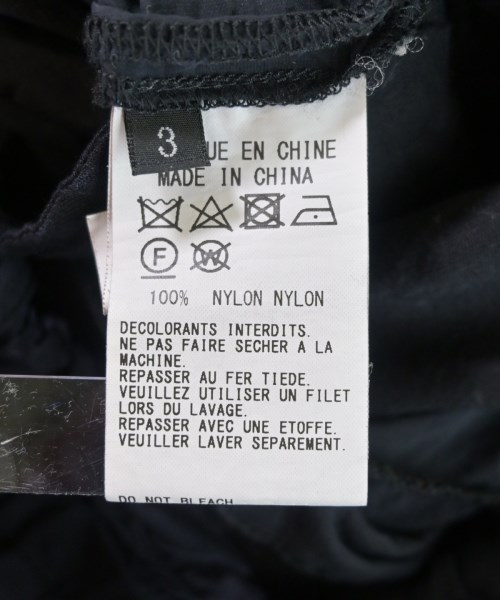 3
UE EN CHINE
MADE IN CHINA
F W
100% NYLON NYLON
DECOLORANTS INTERDITS.
NE PAS FAIRE SECHER A LA
MACHINE.
REPASSER AU FER TIEDE.
VEUILLEZ UTILISER UN FILET
LORS DU LAVAGE.
REPASSER AVEC UNE ETOFFE.
VEUILLER LAVER SEPAREMENT.
DO NOT BLEACH